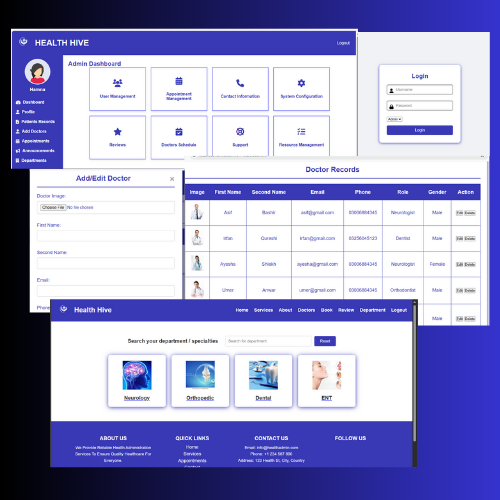 HEALTH HIVE
Logout
Admin Dashboard
Hamna
Dashboard
Profile
Patients Records
Add Doctors
Appointments
Announcements
Departments
User Management
Appointment
Management
Contact Information
System Configuration
Reviews
Doctors Schedule
Support
Resource Management
Login
Username
Password
Admin
Login
Add/Edit Doctor
×
Doctor Image:
Choose File No file chosen
First Name:
Second Name:
Email:
Phone
Doctor Records
Image First Name Second Name Email Phone Role Gender Action
Asif Bashir asif@gmail.com Neurologist Male Edit Delete
Irfan Qureshi irfan@gmail.com 03256545123 Dentist Male Edit Delete
Ayesha Sheikh ayesha@gmail.com Neurologist Female Edit Delete
Umer Anwar umer@gmail.com Orthodontist Male Edit Delete
Male Edit Delete
Health Hive
Home Services About Doctors Book Review Department Logout
Search your department / specialties Search for department Reset
Neurology Orthopedic Dental ENT
ABOUT US
We Provide Reliable Health Administration
Services To Ensure Quality Healthcare For
Everyone
QUICK LINKS
Home
Services
Appointments
CONTACT US
Email: info@healthadmin.com
Phone: +1 234 567 890
Address: 123 Health St, City, Country
FOLLOW US